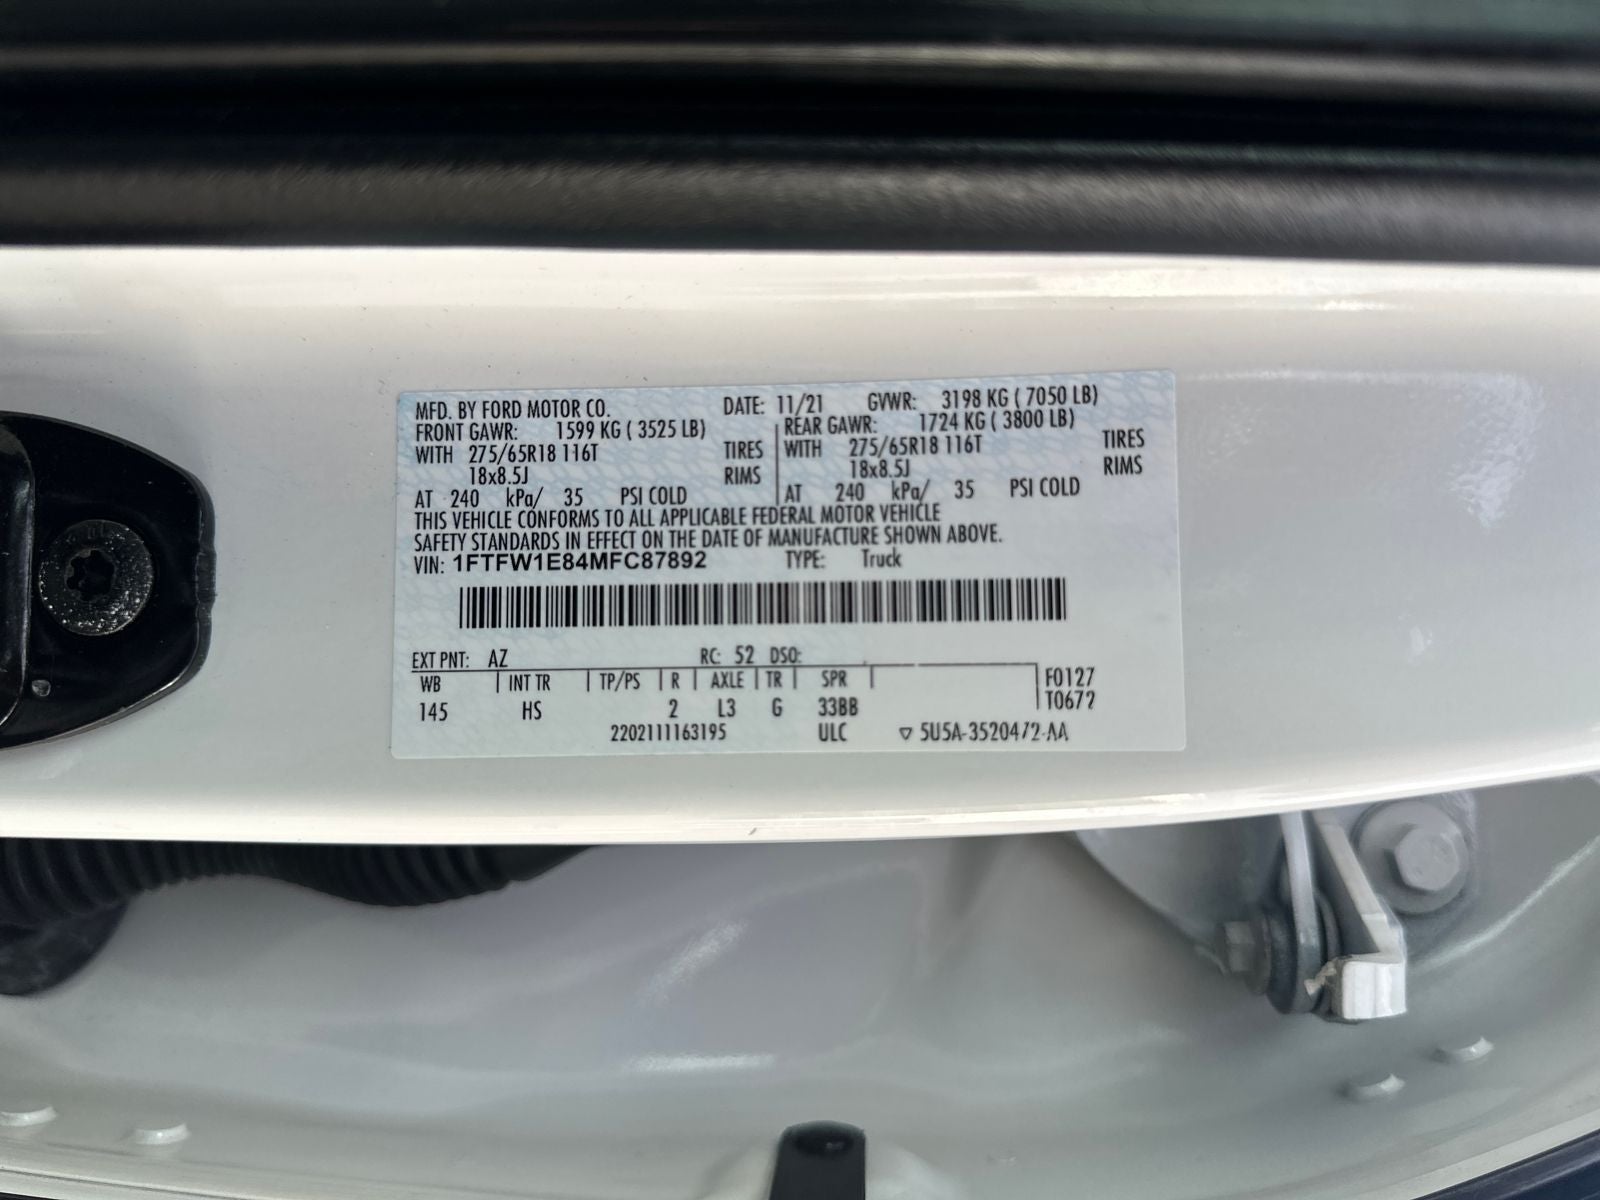 MFD. BY FORD MOTOR CO. DATE: 11/21 GVWR: 3198 KG ( 7050 LB)
FRONT GAWR: 1599 KG ( 3525 LB) REAR GAWR: 1724 KG ( 3800 LB)
WITH 275/65R18 116T TIRES WITH 275/65R18 116T TIRES
18x8.5J RIMS 18x8.5J RIMS
AT 240 kPa/ 35 PSI COLD AT 240 kPa/ 35 PSI COLD
THIS VEHICLE CONFORMS TO ALL APPLICABLE FEDERAL MOTOR VEHICLE
SAFETY STANDARDS IN EFFECT ON THE DATE OF MANUFACTURE SHOWN ABOVE.
VIN: 1FTFW1E84MFC87892 TYPE: Truck
EXT PNT: AZ RC: 52 DSO:
WB INT TR TP/PS R AXLE TR SPR F0127
145 HS 2 L3 G 33BB T0672
2202111163195 ULC ▽ 5U5A-3520472-AA